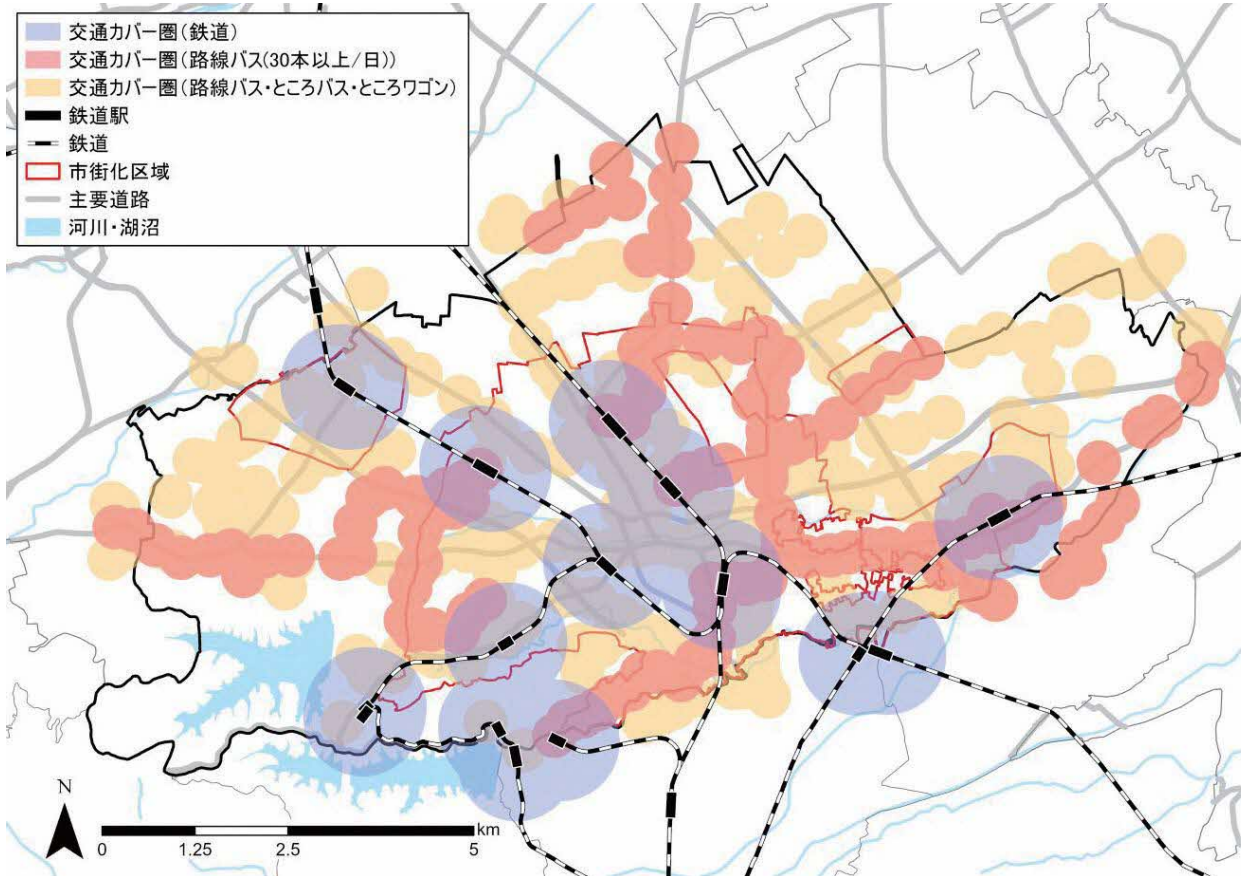 交通カバー圏(鉄道)
交通カバー圏(路線バス(30本以上/日))
交通カバー圏(路線バス・ところバス・ところワゴン)
鉄道駅
鉄道
市街化区域
主要道路
河川・湖沼
N
km
0 1.25 2.5 5